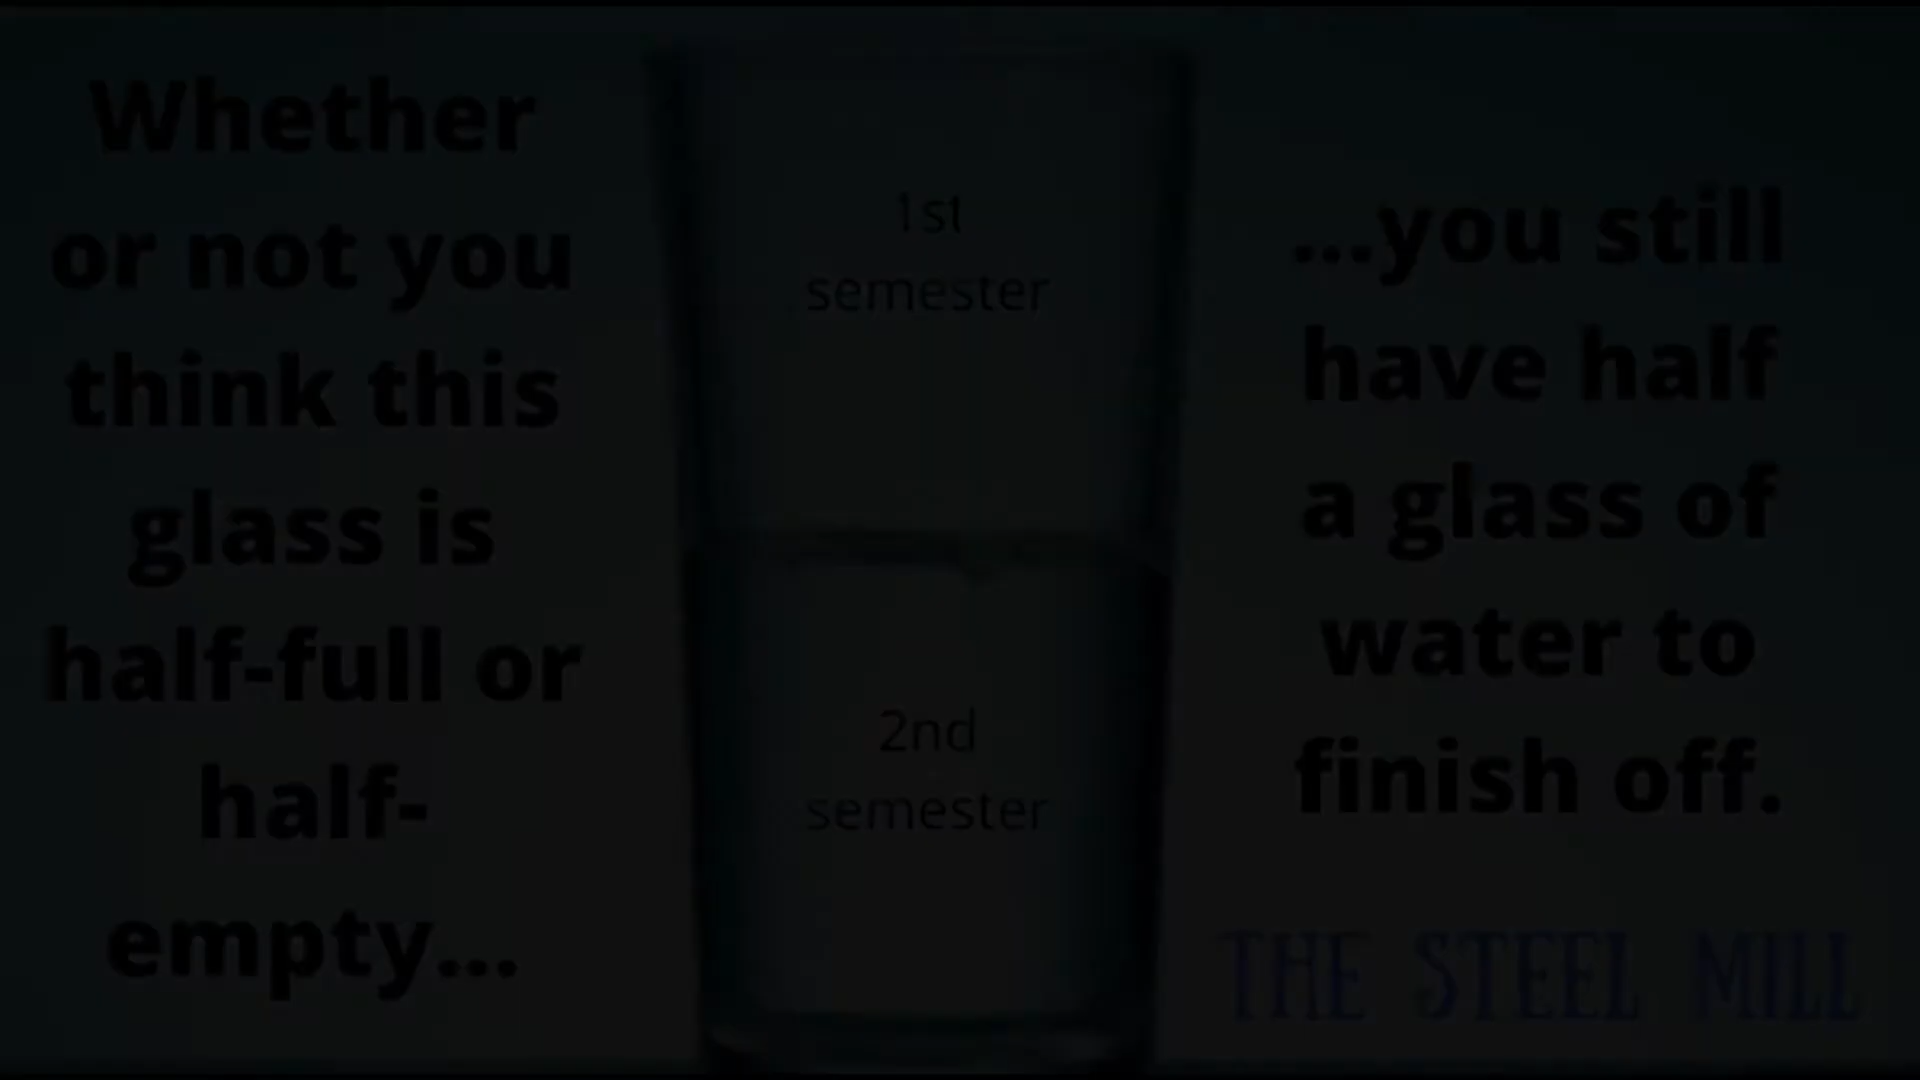 Whether
or not you
think this
glass is
half-full or
half-
empty...
1st
semester
2nd
semester
...you still
have half
a glass of
water to
finish off.
THE STEEL MILL